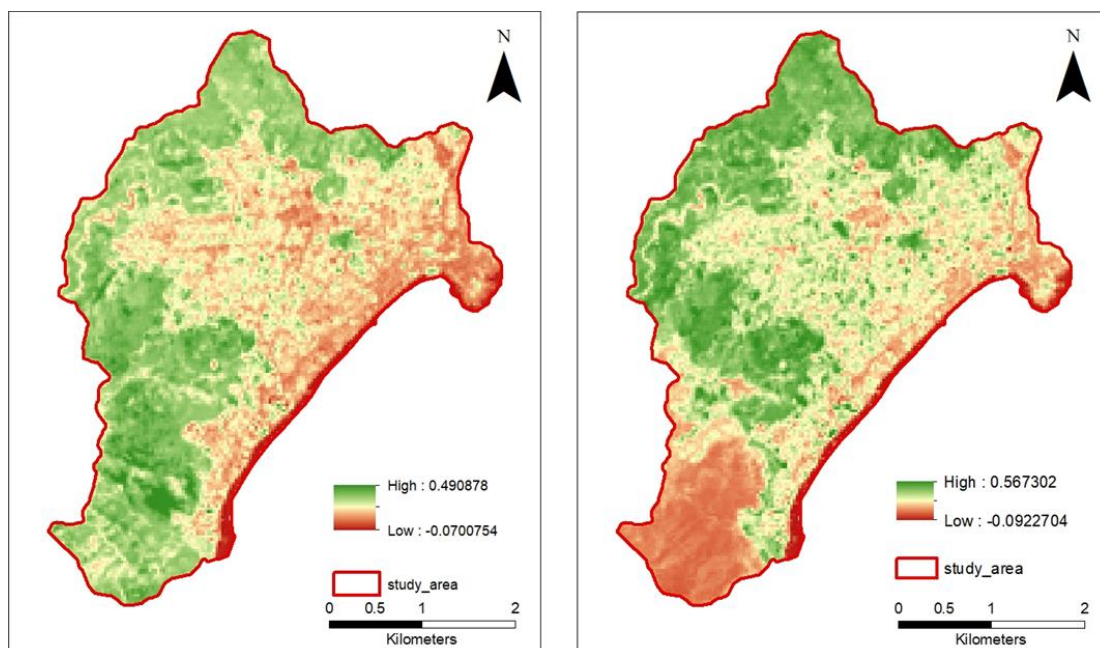 N
High : 0.490878
Low : -0.0700754
study_area
0 0.5 1 2
Kilometers
N
High : 0.567302
Low : -0.0922704
study_area
0 0.5 1 2
Kilometers